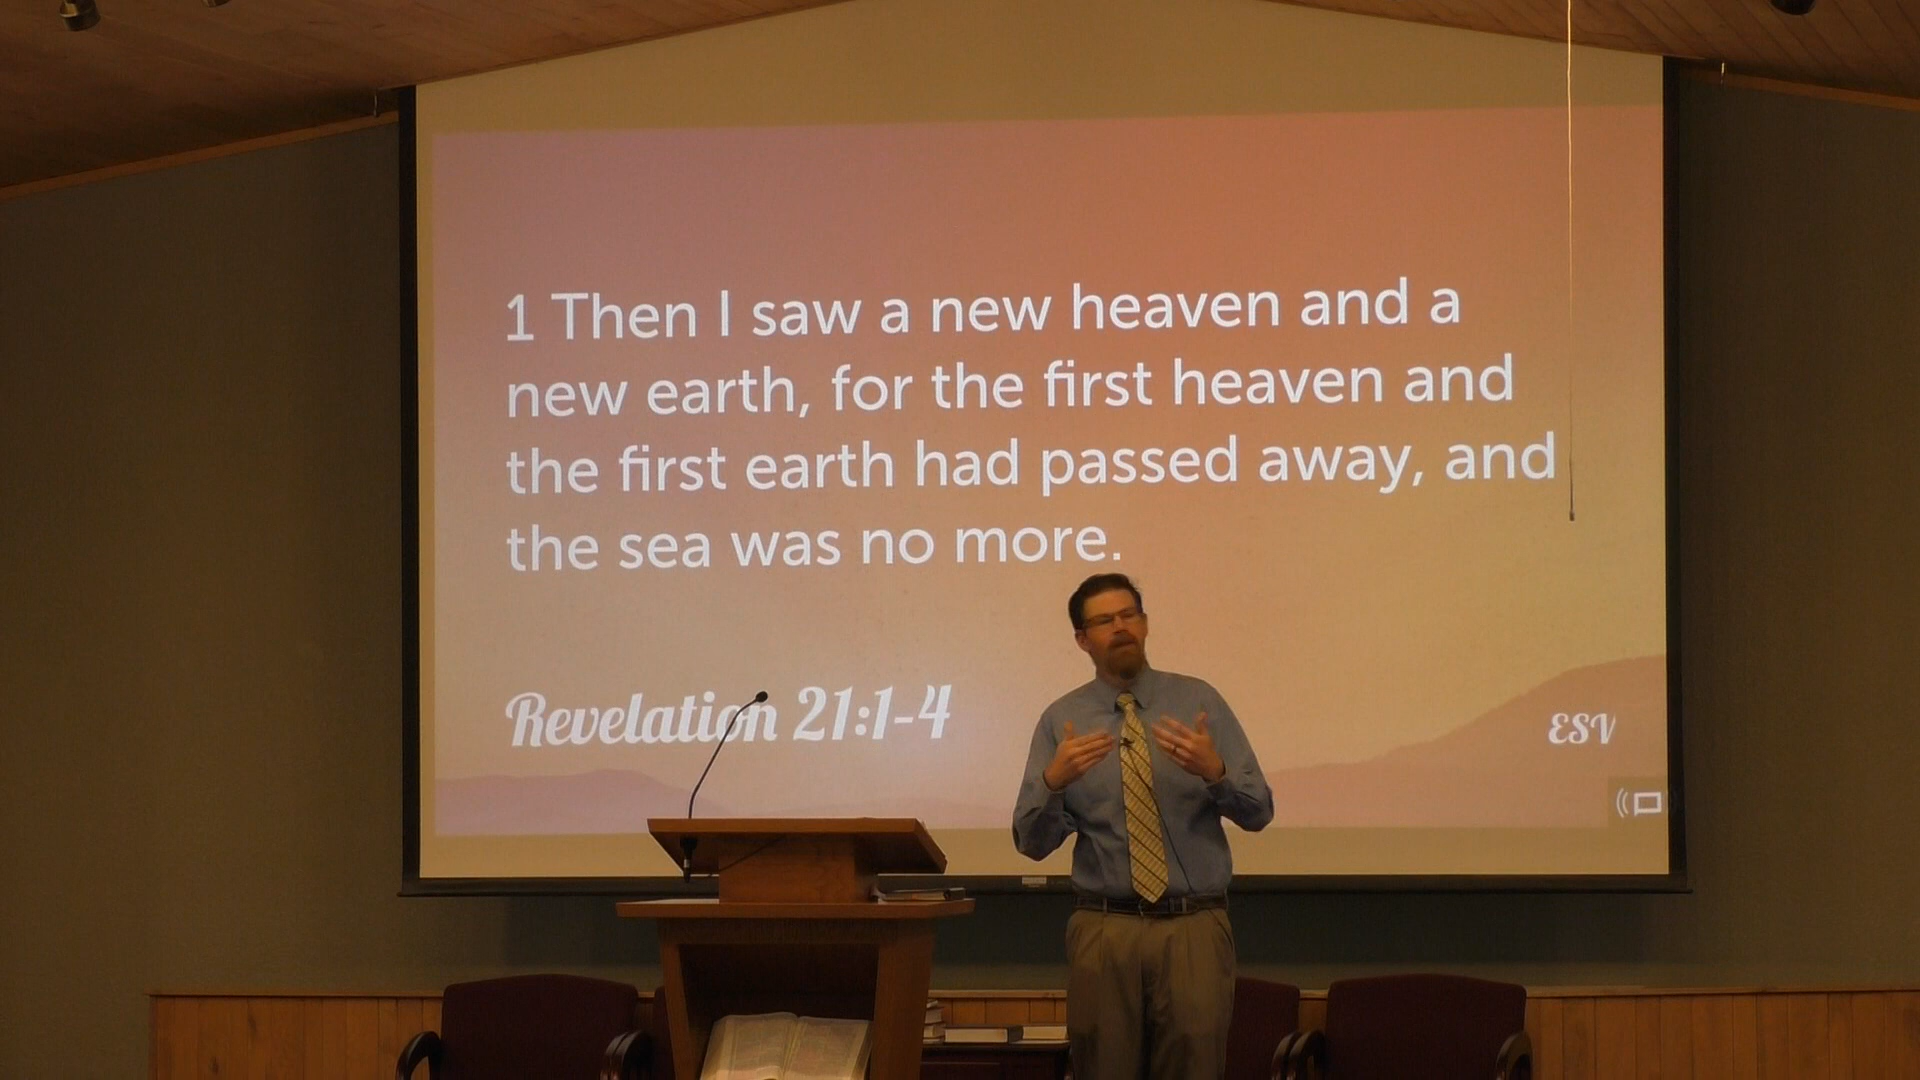 1 Then I saw a new heaven and a
new earth, for the first heaven and
the first earth had passed away, and
the sea was no more.
Revelation 21:1-4
ESV